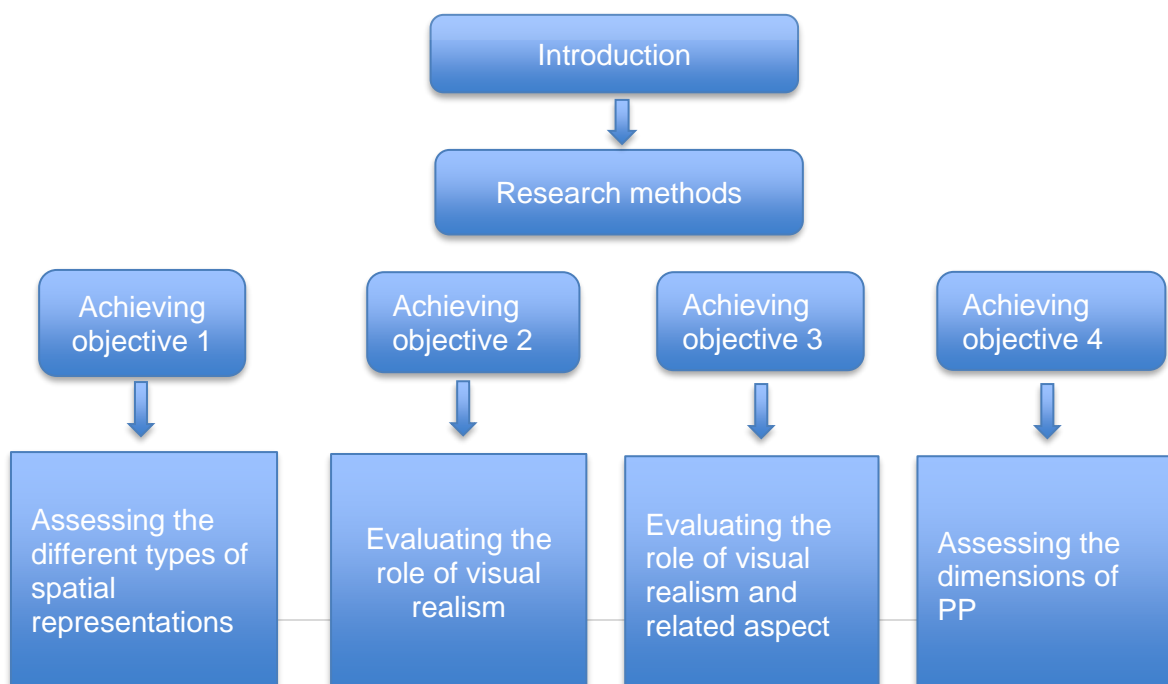 Introduction
Research methods
Achieving
objective 1
Achieving
objective 2
Achieving
objective 3
Achieving
objective 4
Assessing the
different types of
spatial
representations
Evaluating the
role of visual
realism
Evaluating the
role of visual
realism and
related aspect
Assessing the
dimensions of
PP